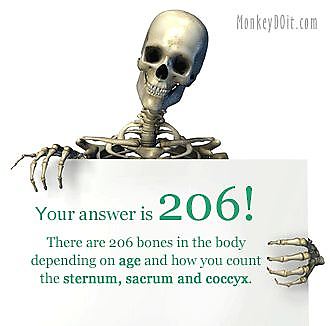 MonkeyDOit.com
Your answer is 206!
There are 206 bones in the body
depending on age and how you count
the sternum, sacrum and coccyx.